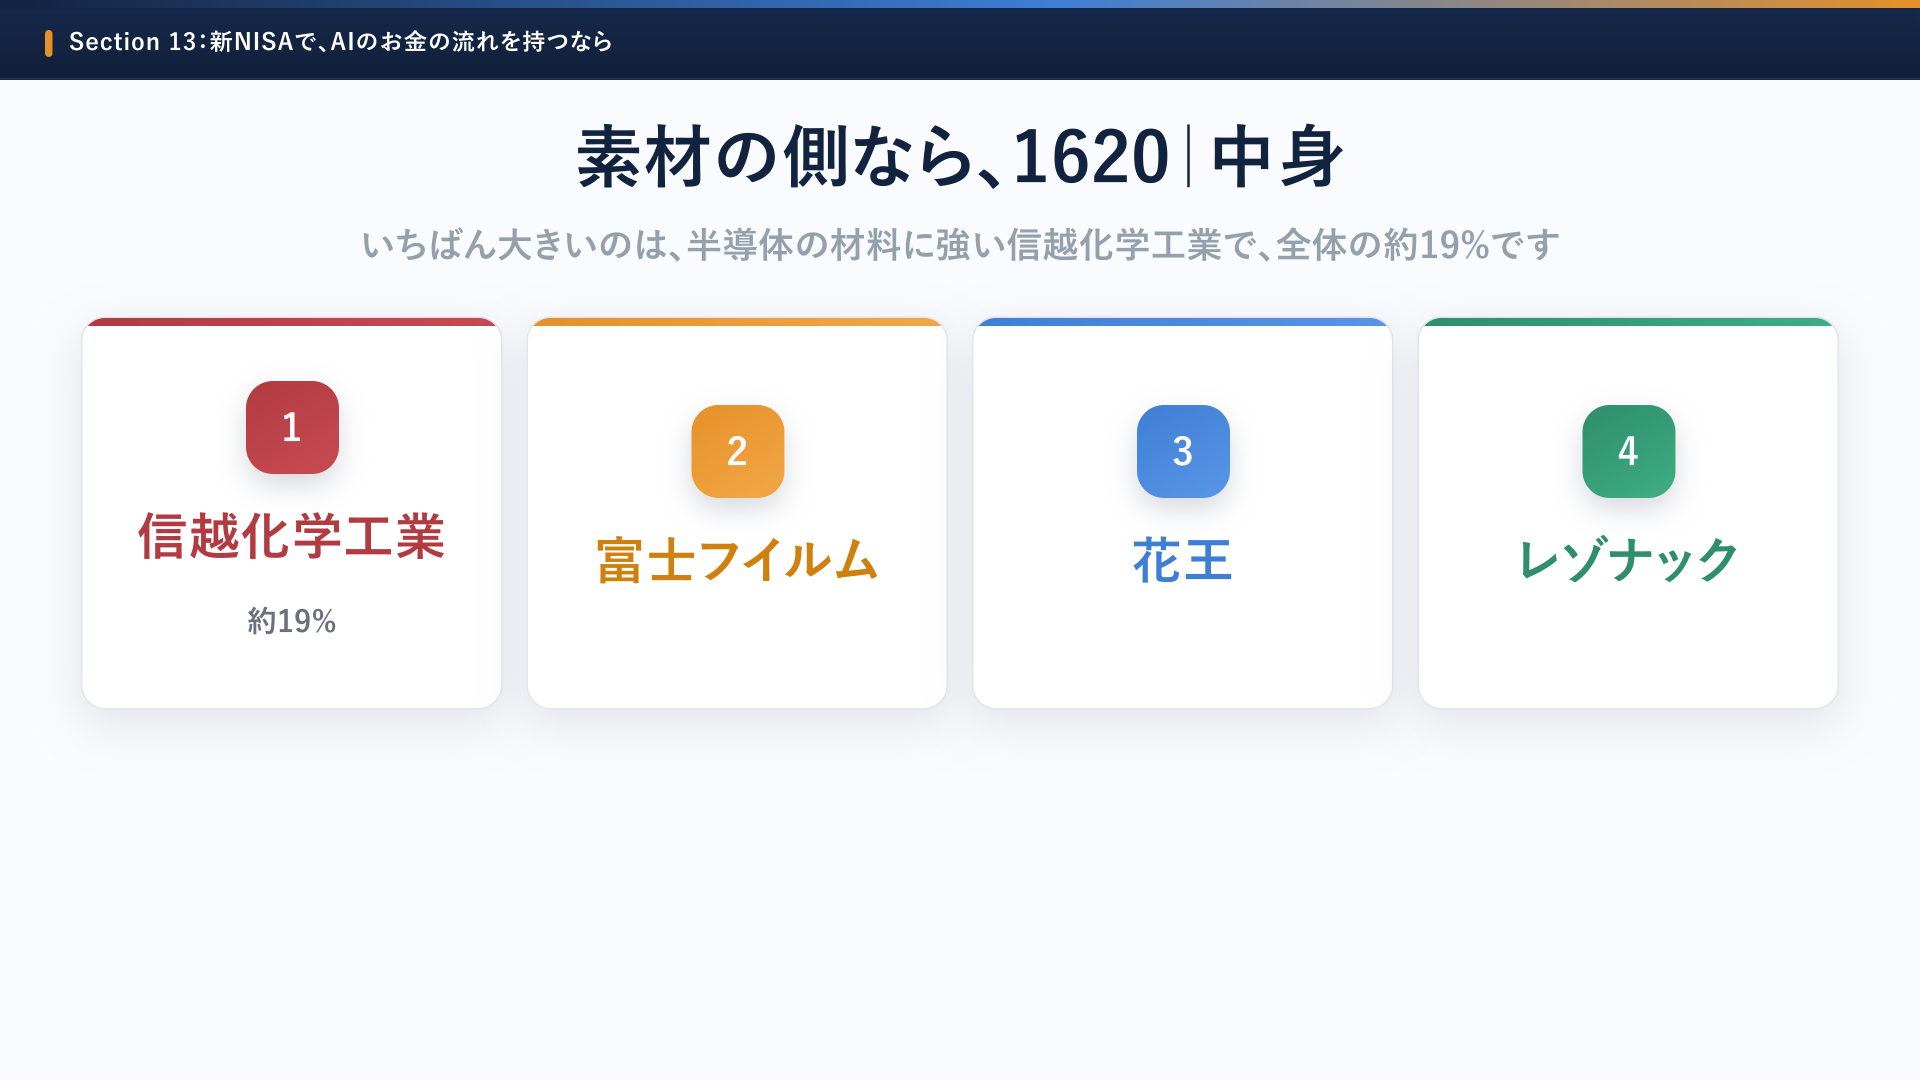 Section 13：新NISAで、AIのお金の流れを持つなら
素材の側なら、1620｜中身
いちばん大きいのは、半導体の材料に強い信越化学工業で、全体の約19%です
1
信越化学工業
約19%
2
富士フイルム
3
花王
4
レゾナック